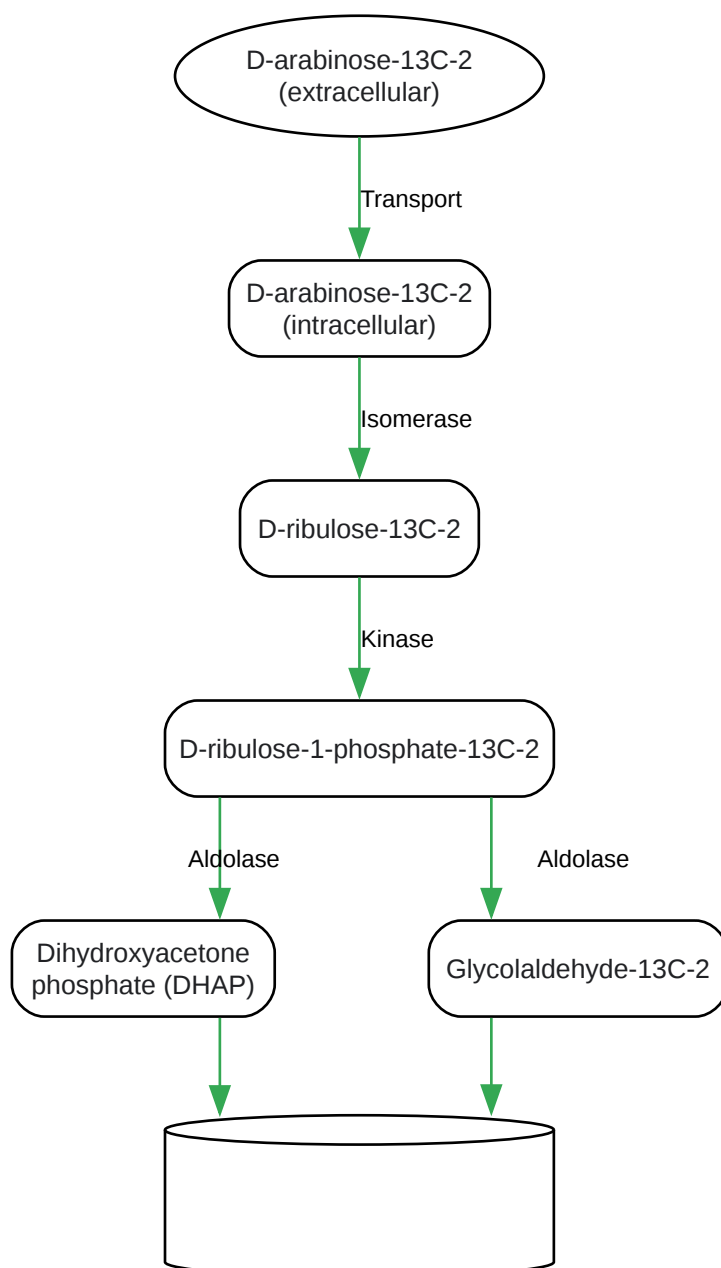 D-arabinose-13C-2
(extracellular)
Transport
D-arabinose-13C-2
(intracellular)
Isomerase
D-ribulose-13C-2
Kinase
D-ribulose-1-phosphate-13C-2
Aldolase
Aldolase
Dihydroxyacetone
phosphate (DHAP)
Glycolaldehyde-13C-2